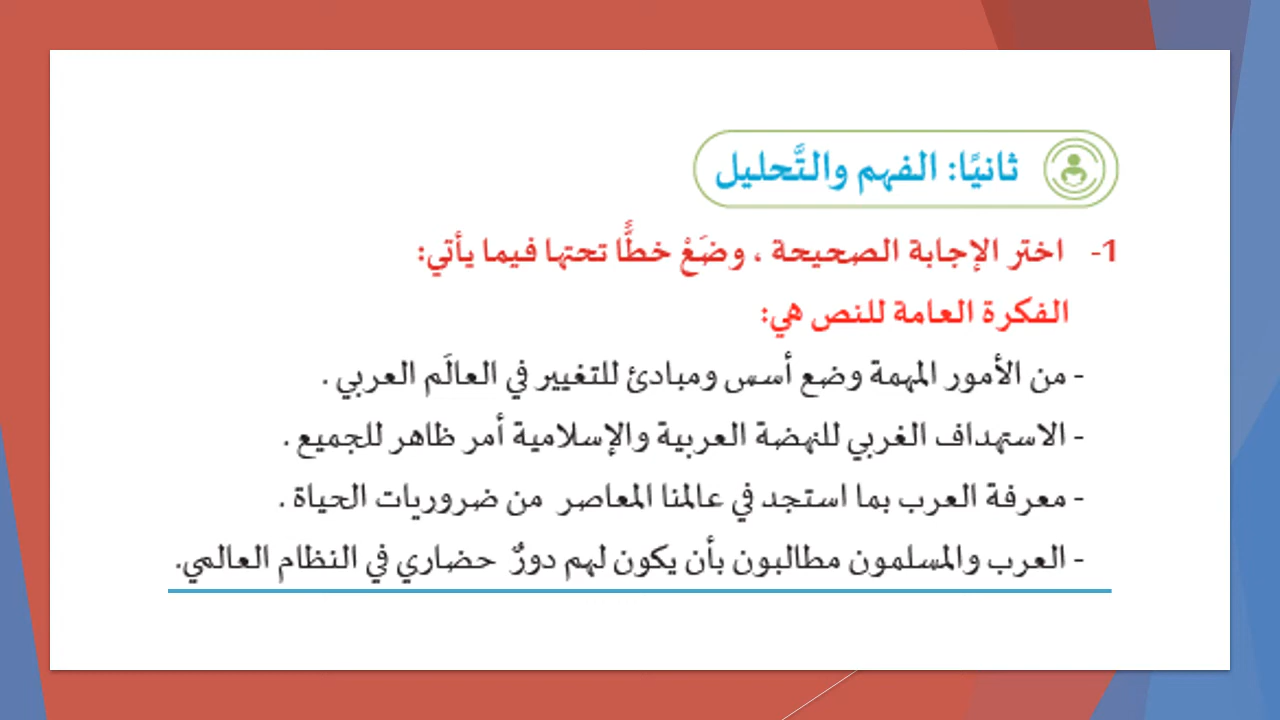 ثانيًا: الفهم والتَّحليل
1- اختر الإجابة الصحيحة ، وضَعْ خطًّا تحتها فيما يأتي:
الفكرة العامة للنص هي:
- من الأمور المهمة وضع أسس ومبادئ للتغيير في العالَم العربي .
- الاستهداف الغربي للنهضة العربية والإسلامية أمر ظاهر للجميع .
- معرفة العرب بما استجد في عالمنا المعاصر من ضروريات الحياة .
- العرب والمسلمون مطالبون بأن يكون لهم دورٌ حضاري في النظام العالمي.